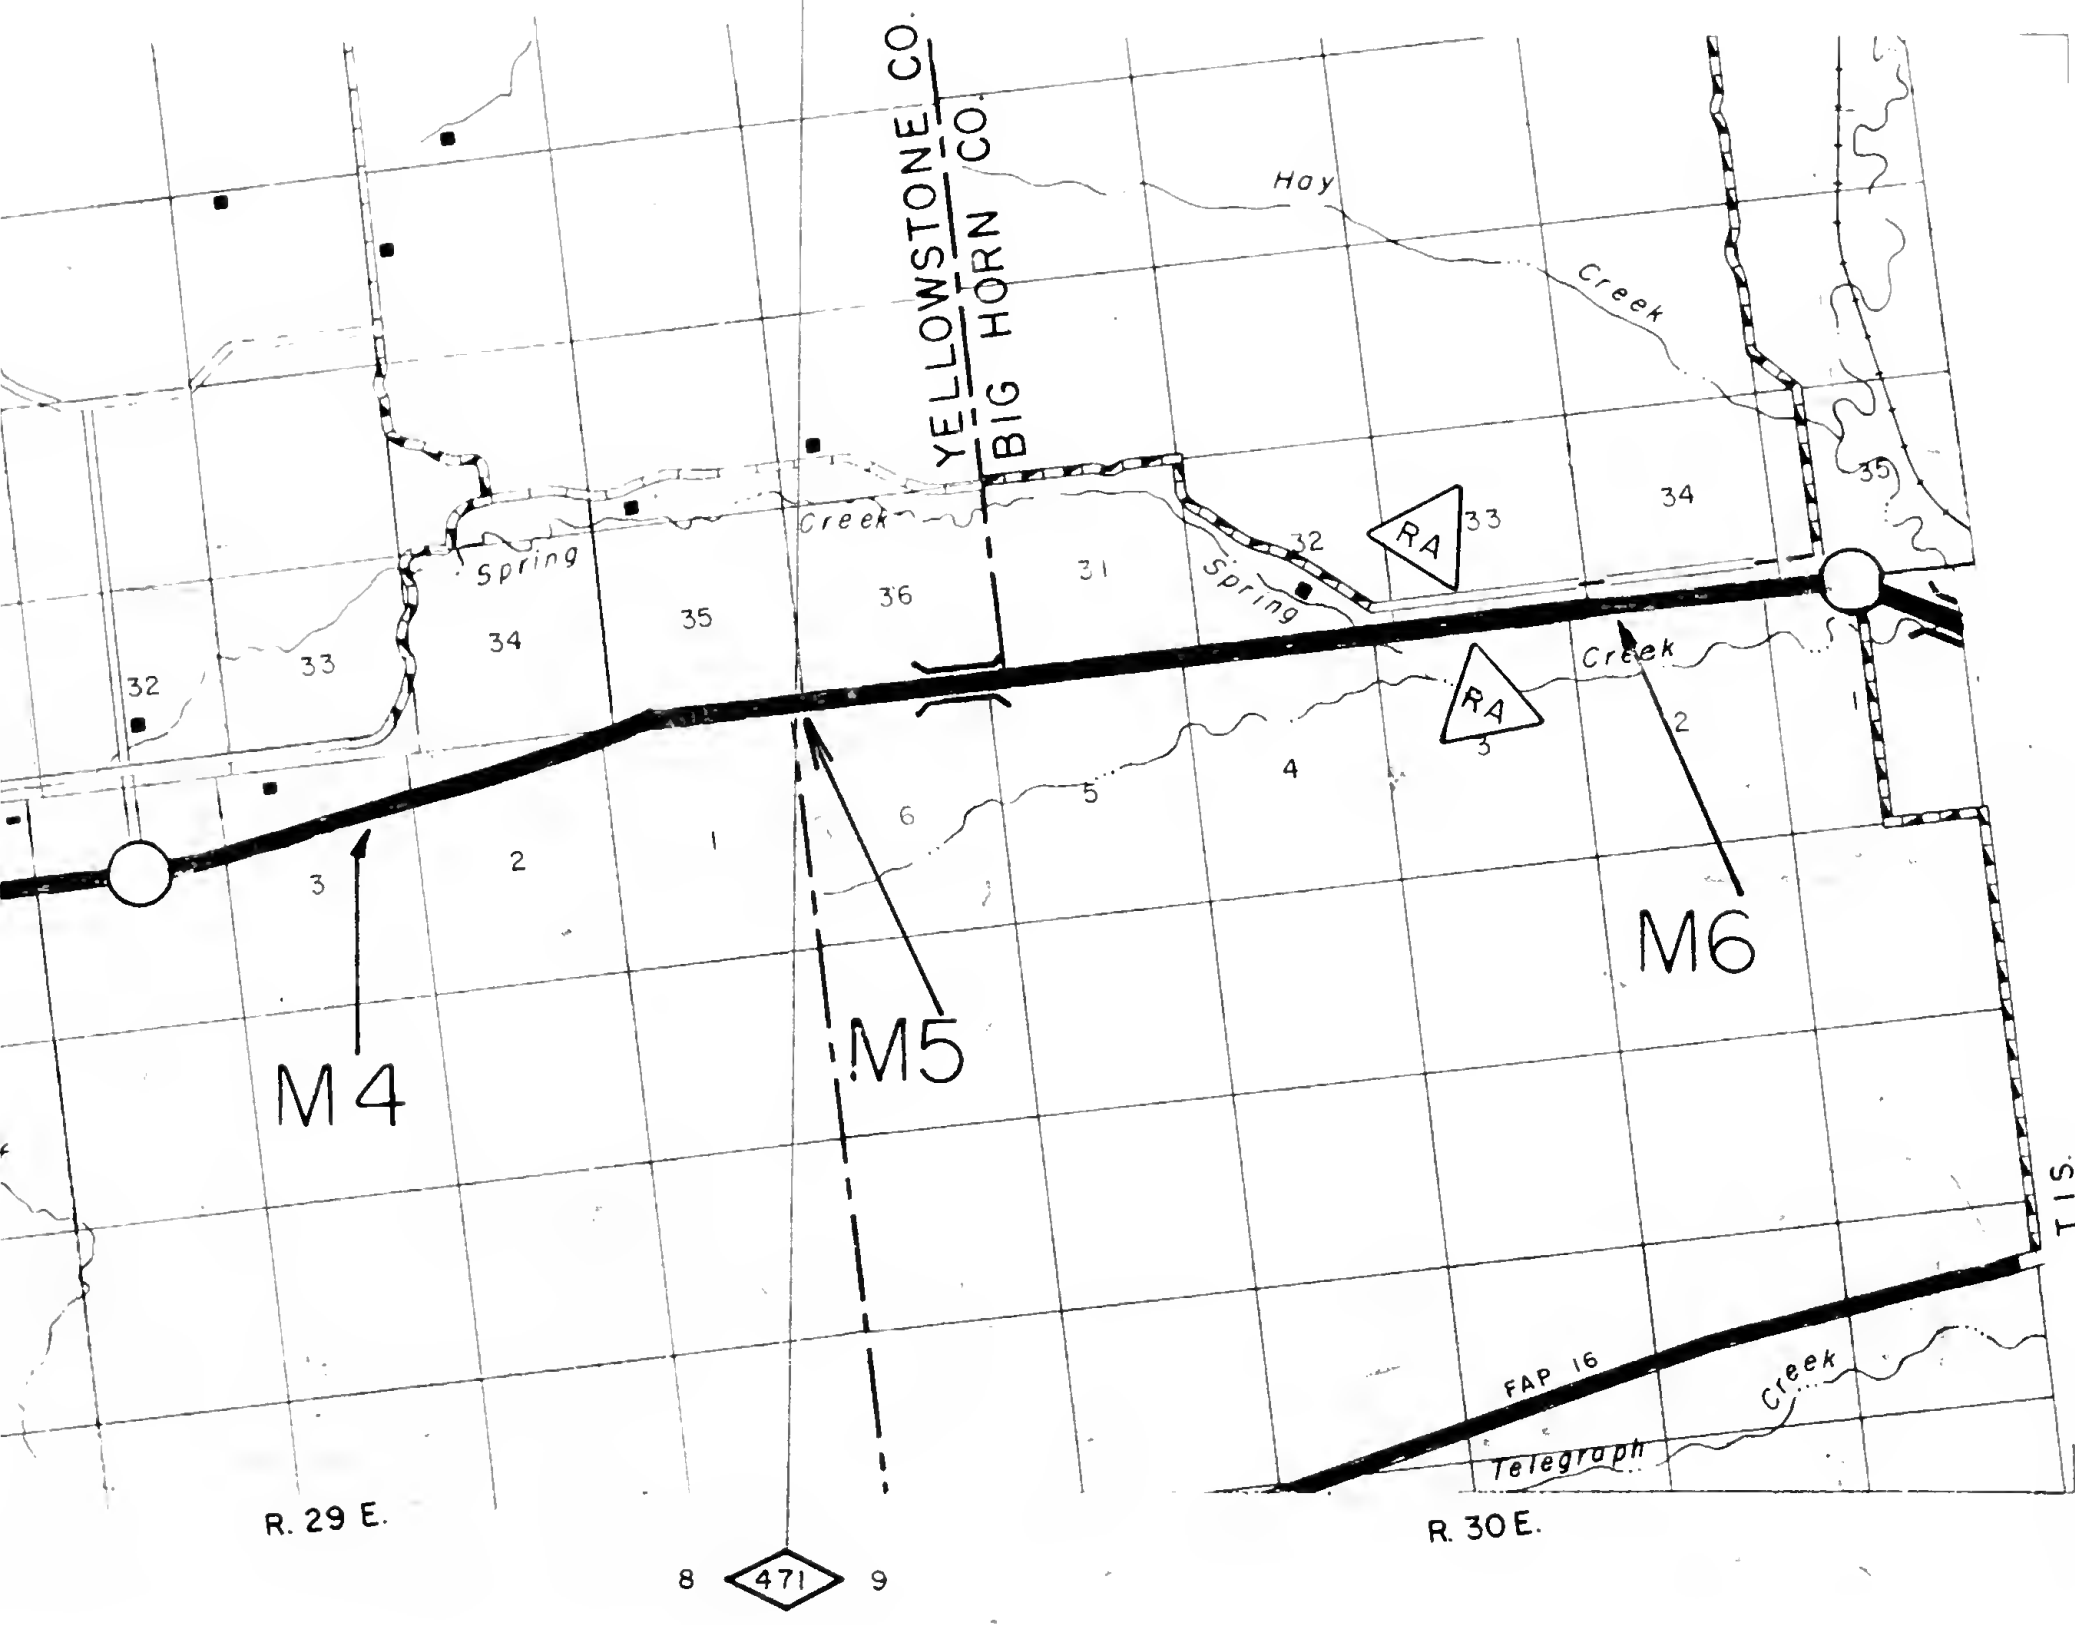 YELLOWSTONE CO.
BIG HORN CO.
Hay
Creek
35
34
33
RA
32
31
36
35
34
33
32
Creek
Spring
Spring
Creek
RA
1
2
3
4
5
6
1
2
3
M6
M5
M4
T I S.
FAP 16
Creek
Telegraph
R. 29 E.
R. 30 E.
8
471
9